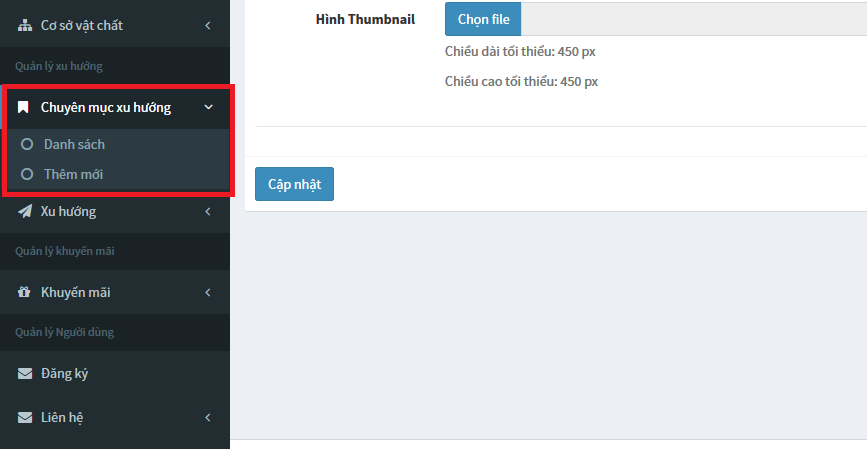 Cơ sở vật chất
Quản lý xu hướng
Chuyên mục xu hướng
Danh sách
Thêm mới
Xu hướng
Quản lý khuyến mãi
Khuyến mãi
Quản lý Người dùng
Đăng ký
Liên hệ
Hình Thumbnail
Chọn file
Chiều dài tối thiểu: 450 px
Chiều cao tối thiểu: 450 px
Cập nhật